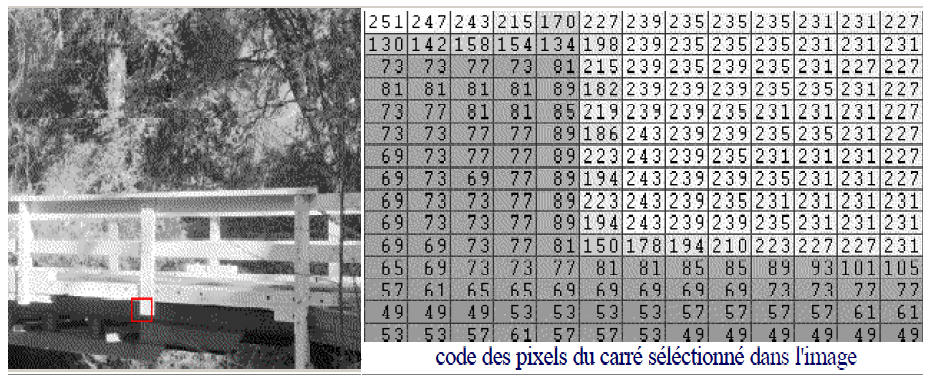 251 247 243 215 170 227 239 235 235 235 231 231 227
130 142 158 154 134 198 239 235 235 235 231 231 231
73 73 77 73 81 215 239 239 239 235 231 227 227
81 81 81 81 89 182 239 239 239 235 235 231 227
73 77 81 81 85 219 239 239 235 231 231 231 227
73 73 77 77 89 186 243 239 239 235 235 231 227
69 73 77 77 89 223 243 239 235 231 231 231 227
69 73 69 77 89 194 243 239 239 235 231 231 227
69 73 73 77 89 223 243 239 239 235 231 231 231
69 73 73 77 89 194 243 239 239 235 231 231 231
69 69 73 77 81 150 178 194 210 223 227 227 231
65 69 73 73 77 81 81 85 85 89 93 101 105
57 61 65 65 69 69 69 69 69 73 73 77 77
49 49 49 53 53 53 53 57 57 57 57 61 61
53 53 57 61 57 57 53 49 49 49 49 49 49
code des pixels du carré séléctionné dans l'image